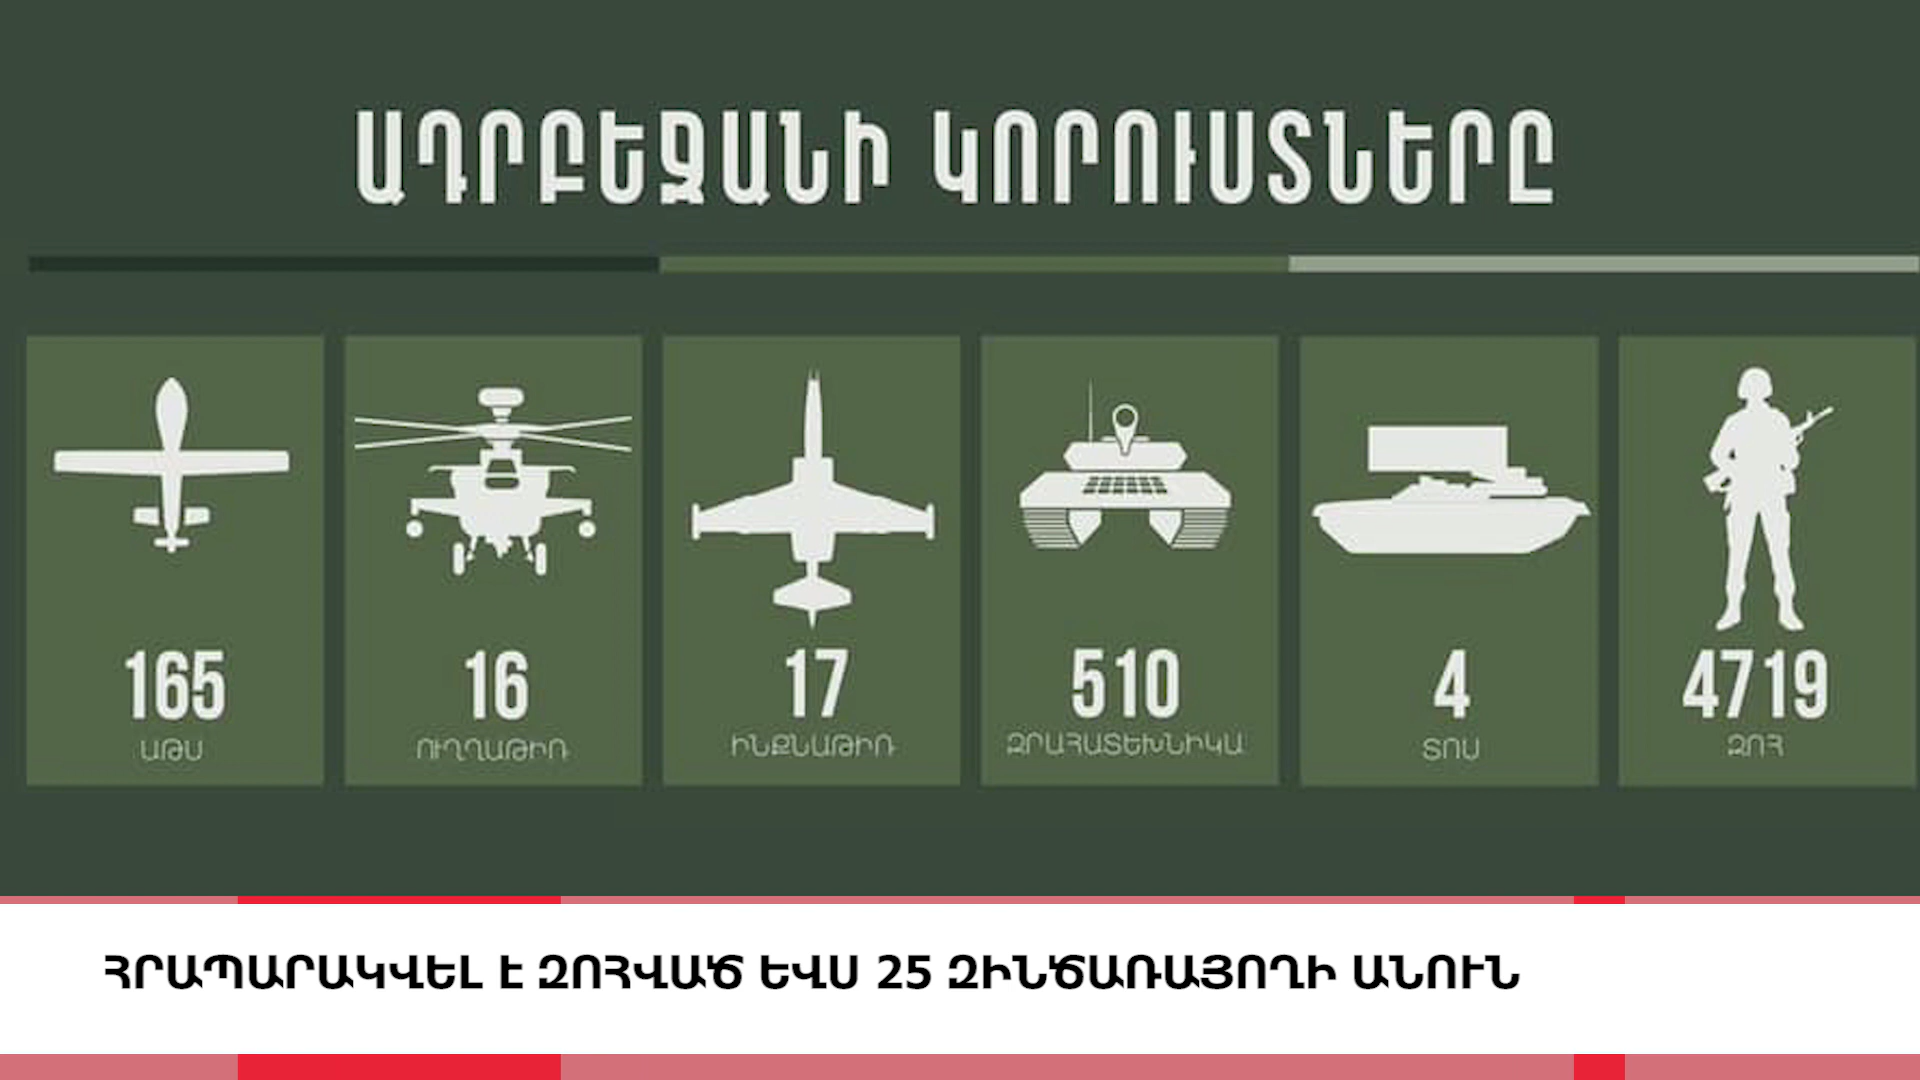 ԱԴՐԲԵՋԱՆԻ ԿՈՐՈՒՍՏՆԵՐԸ
165 16 17 510 4 4719
ԱԹՍ ՈՒՂՂԱԹԻՌ ԻՆՔՆԱԹԻՌ ԶՐԱՀԱՏԵԽՆԻԿԱ ՏՈՍ ԶՈՀ
ՀՐԱՊԱՐԱԿՎԵԼ Է ԶՈՀՎԱԾ ԵՎՍ 25 ԶԻՆԾԱՌԱՅՈՂԻ ԱՆՈՒՆ